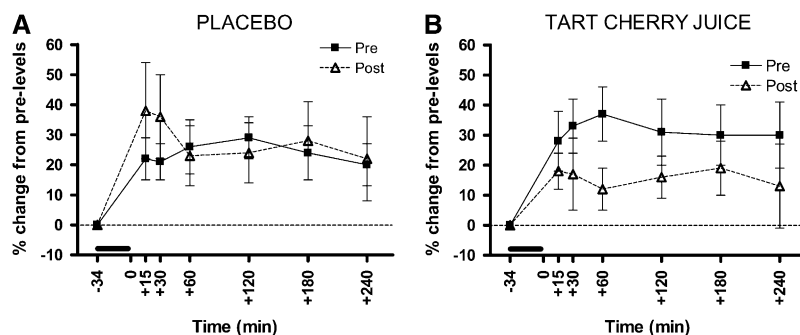 A
PLACEBO
% change from pre-levels
60
50
40
30
20
10
0
-10
Pre
Post
-34
0
+15
+30
+60
+120
+180
+240
Time (min)
B
TART CHERRY JUICE
% change from pre-levels
60
50
40
30
20
10
0
-10
Pre
Post
-34
0
+15
+30
+60
+120
+180
+240
Time (min)